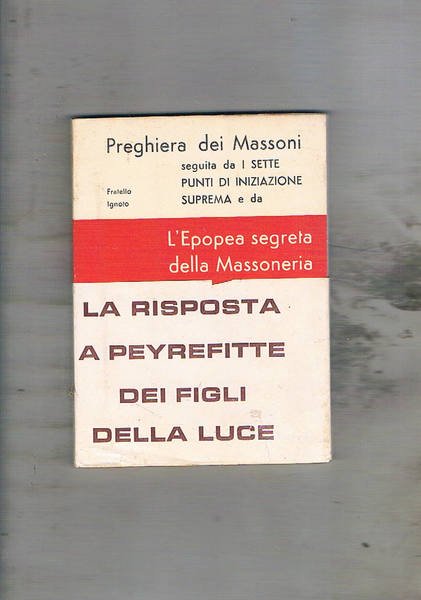 Preghiera dei Massoni
seguita da I SETTE
PUNTI DI INIZIAZIONE
SUPREMA e da
Fratello
Ignoto
L'Epopea segreta
della Massoneria
LA RISPOSTA
A PEYREFITTE
DEI FIGLI
DELLA LUCE